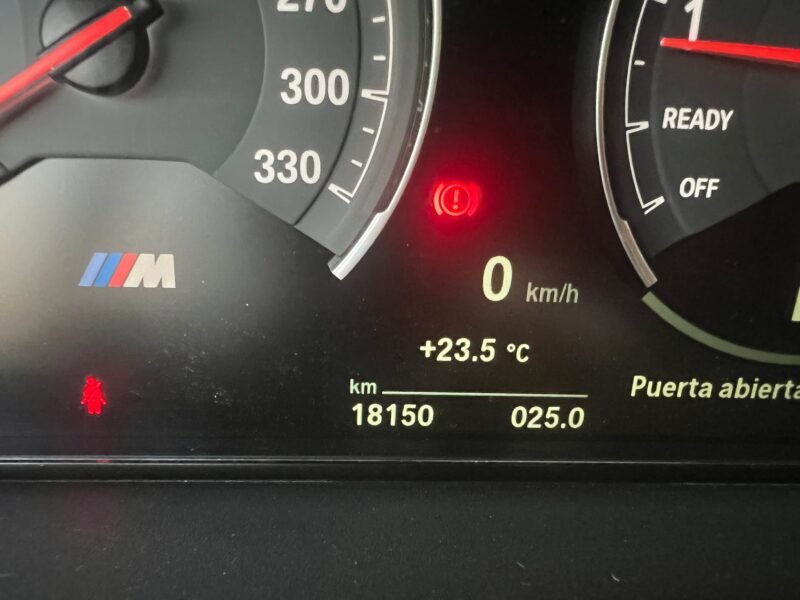 270
300
330
M
1
READY
OFF
0 km/h
+23.5 °C
km
18150 025.0
Puerta abierta